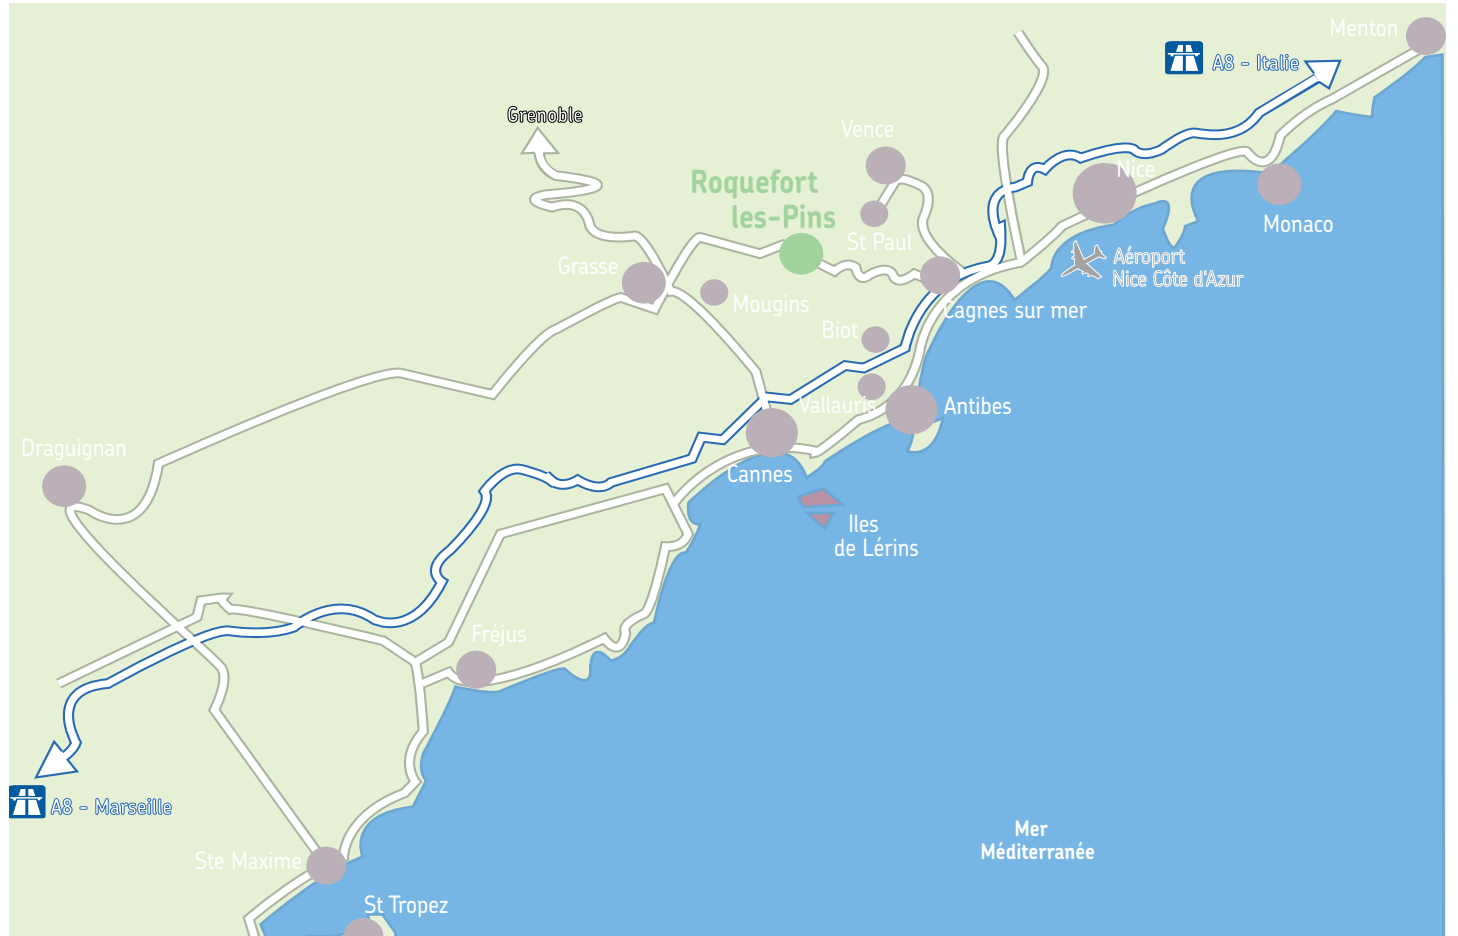 Menton
A8 - Italie
Grenoble
Vence
Nice
Roquefort
les-Pins
St Paul
Monaco
Grasse
Aéroport
Nice Côte d'Azur
Mougins
Cagnes sur mer
Biot
Vallauris
Antibes
Draguignan
Cannes
Iles
de Lérins
Fréjus
A8 - Marseille
Mer
Méditerranée
Ste Maxime
St Tropez